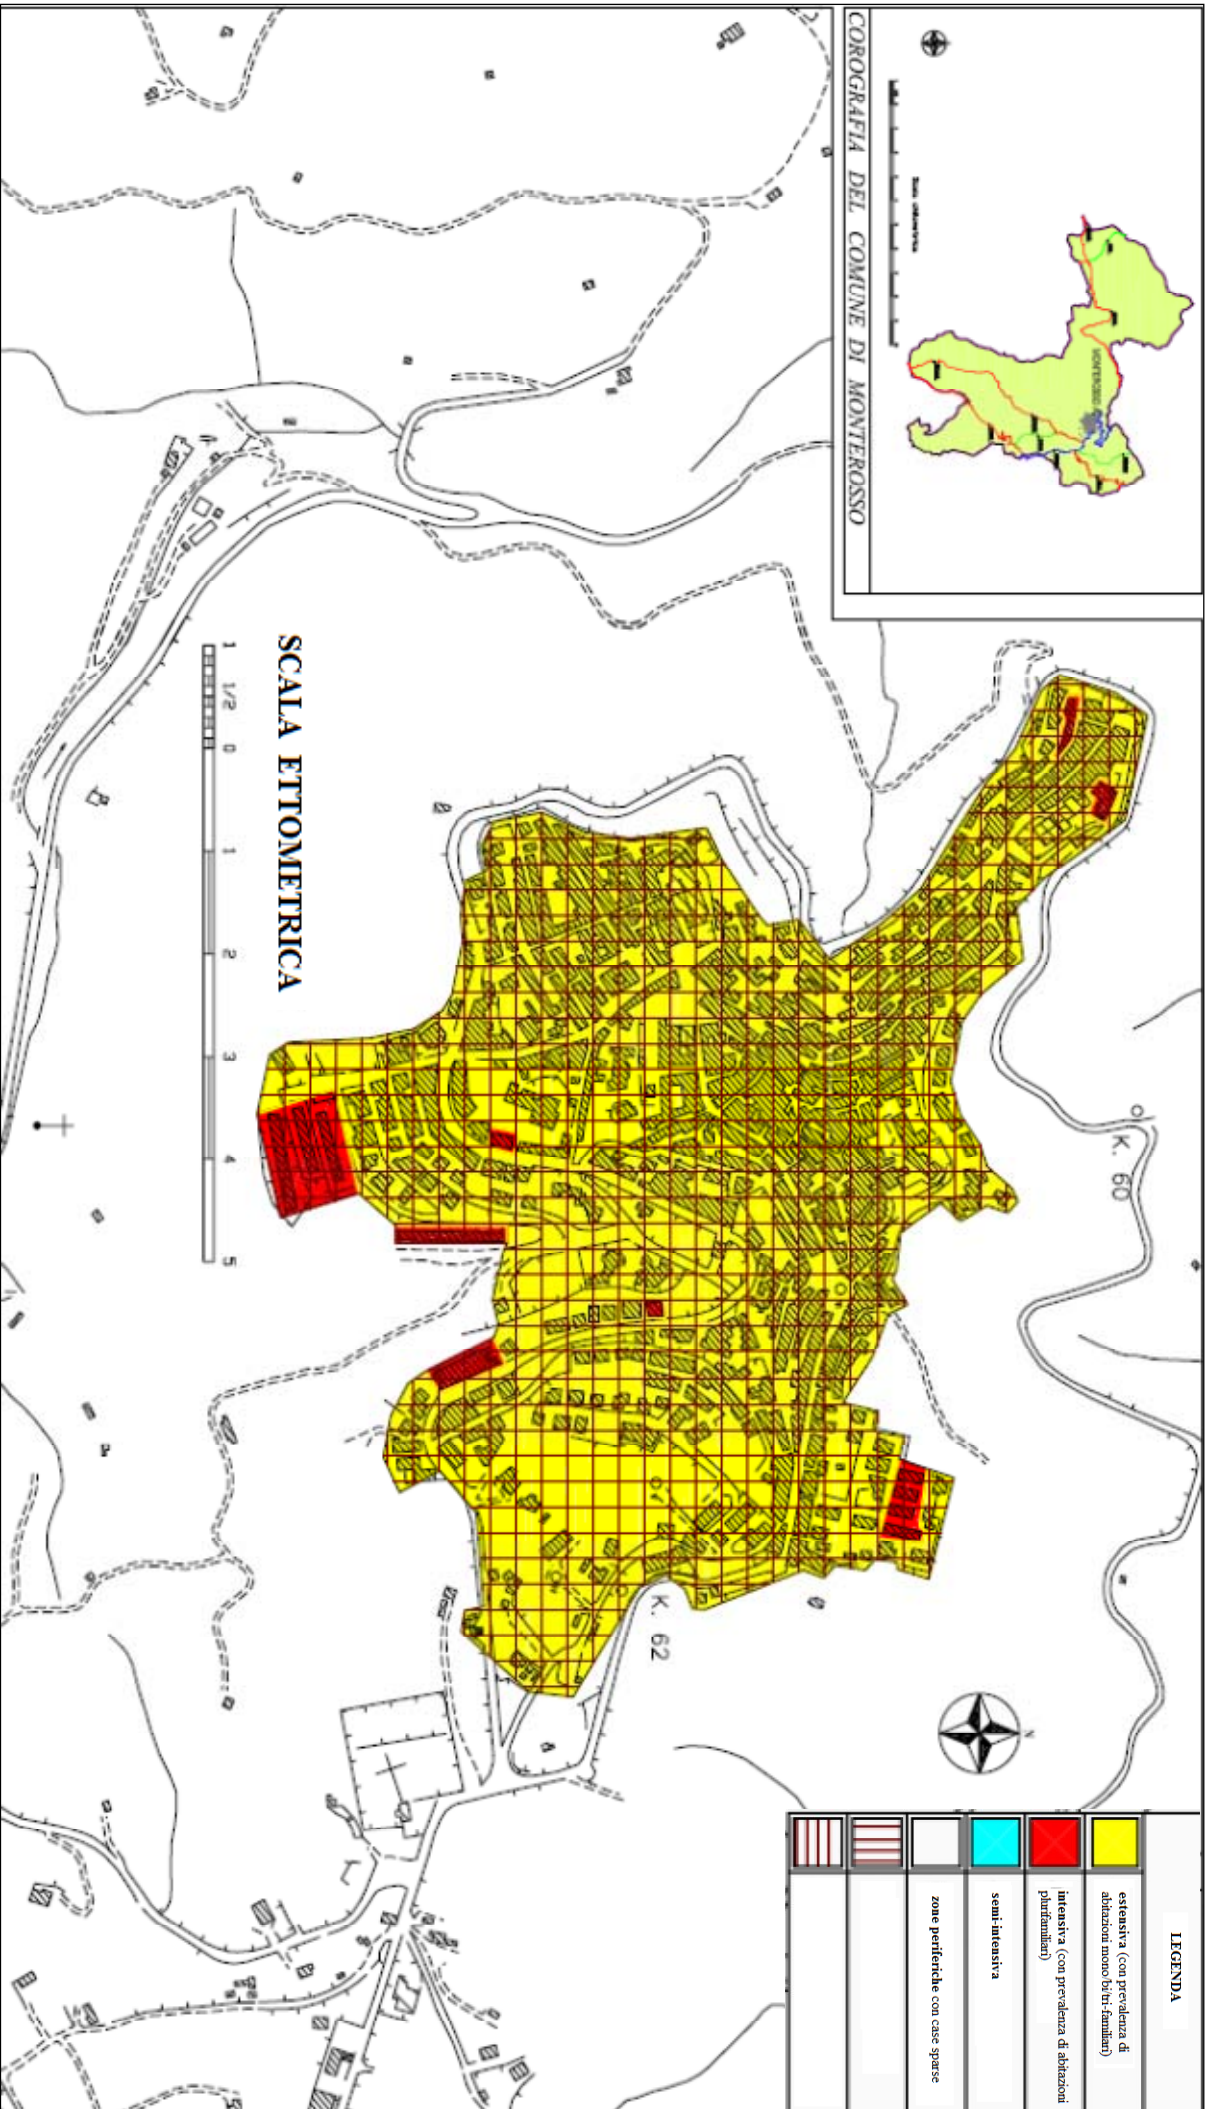 COROGRAFIA DEL COMUNE DI MONTEROSSO
SCALA ETTOMETRICA
1 1/2 0 1 2 3 4 5
K. 60
K. 62
N
LEGENDA
estensiva (con prevalenza di
abitazioni mono/bi/tri-familiari)
intensiva (con prevalenza di abitazioni
plurifamiliari)
semi-intensiva
zone periferiche con case sparse